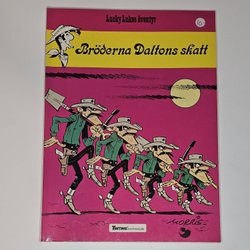 Lucky Lukes äventyr
Bröderna Daltons skatt
MORRIS